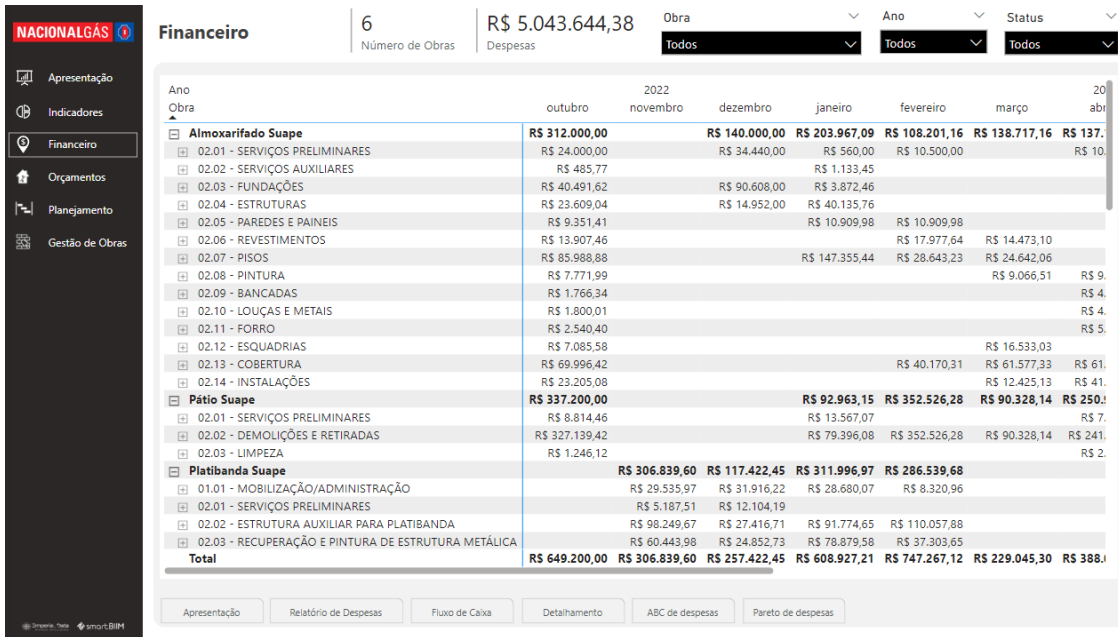 NACIONALGÁS
Financeiro
6
Número de Obras
R$ 5.043.644,38
Despesas
Obra
Todos
Ano
Todos
Status
Todos
Apresentação
Indicadores
Financeiro
Orçamentos
Planejamento
Gestão de Obras
Ano 2022 20
Obra outubro novembro dezembro janeiro fevereiro março abr
Almoxarifado Suape R$ 312.000,00 R$ 140.000,00 R$ 203.967,09 R$ 108.201,16 R$ 138.717,16 R$ 137.
02.01 - SERVIÇOS PRELIMINARES R$ 24.000,00 R$ 34.440,00 R$ 560,00 R$ 10.500,00 R$ 10.
02.02 - SERVIÇOS AUXILIARES R$ 485,77 R$ 1.133,45
02.03 - FUNDAÇÕES R$ 40.491,62 R$ 90.608,00 R$ 3.872,46
02.04 - ESTRUTURAS R$ 23.609,04 R$ 14.952,00 R$ 40.135,76
02.05 - PAREDES E PAINEIS R$ 9.351,41 R$ 10.909,98 R$ 10.909,98
02.06 - REVESTIMENTOS R$ 13.907,46 R$ 17.977,64 R$ 14.473,10
02.07 - PISOS R$ 85.988,88 R$ 147.355,44 R$ 28.643,23 R$ 24.642,06
02.08 - PINTURA R$ 7.771,99 R$ 9.066,51 R$ 9.
02.09 - BANCADAS R$ 1.766,34 R$ 4.
02.10 - LOUÇAS E METAIS R$ 1.800,01 R$ 4.
02.11 - FORRO R$ 2.540,40 R$ 5.
02.12 - ESQUADRIAS R$ 7.085,58 R$ 16.533,03
02.13 - COBERTURA R$ 69.996,42 R$ 40.170,31 R$ 61.577,33 R$ 61.
02.14 - INSTALAÇÕES R$ 23.205,08 R$ 12.425,13 R$ 41.
Pátio Suape R$ 337.200,00 R$ 92.963,15 R$ 352.526,28 R$ 90.328,14 R$ 250.9
02.01 - SERVIÇOS PRELIMINARES R$ 8.814,46 R$ 13.567,07 R$ 7.
02.02 - DEMOLIÇÕES E RETIRADAS R$ 327.139,42 R$ 79.396,08 R$ 352.526,28 R$ 90.328,14 R$ 241.
02.03 - LIMPEZA R$ 1.246,12 R$ 2.
Platibanda Suape R$ 306.839,60 R$ 117.422,45 R$ 311.996,97 R$ 286.539,68
01.01 - MOBILIZAÇÃO/ADMINISTRAÇÃO R$ 29.535,97 R$ 31.916,22 R$ 28.680,07 R$ 8.320,96
02.01 - SERVIÇOS PRELIMINARES R$ 5.187,51 R$ 12.104,19
02.02 - ESTRUTURA AUXILIAR PARA PLATIBANDA R$ 98.249,67 R$ 27.416,71 R$ 91.774,65 R$ 110.057,88
02.03 - RECUPERAÇÃO E PINTURA DE ESTRUTURA METÁLICA R$ 60.443,98 R$ 24.852,73 R$ 78.879,58 R$ 37.303,65
Total R$ 649.200,00 R$ 306.839,60 R$ 257.422,45 R$ 608.927,21 R$ 747.267,12 R$ 229.045,30 R$ 388.
Apresentação Relatório de Despesas Fluxo de Caixa Detalhamento ABC de despesas Pareto de despesas
smartBIIM